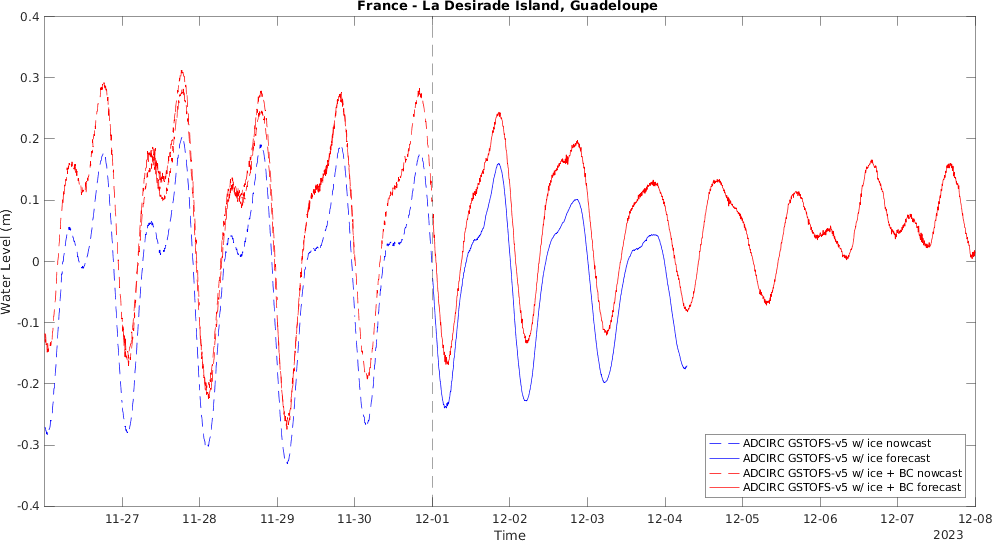 France - La Desirade Island, Guadeloupe
0.4
0.3
0.2
0.1
0
-0.1
-0.2
-0.3
-0.4
Water Level (m)
ADCIRC GSTOFS-v5 w/ ice nowcast
ADCIRC GSTOFS-v5 w/ ice forecast
ADCIRC GSTOFS-v5 w/ ice + BC nowcast
ADCIRC GSTOFS-v5 w/ ice + BC forecast
11-27 11-28 11-29 11-30 12-01 12-02 12-03 12-04 12-05 12-06 12-07 12-08
Time
2023